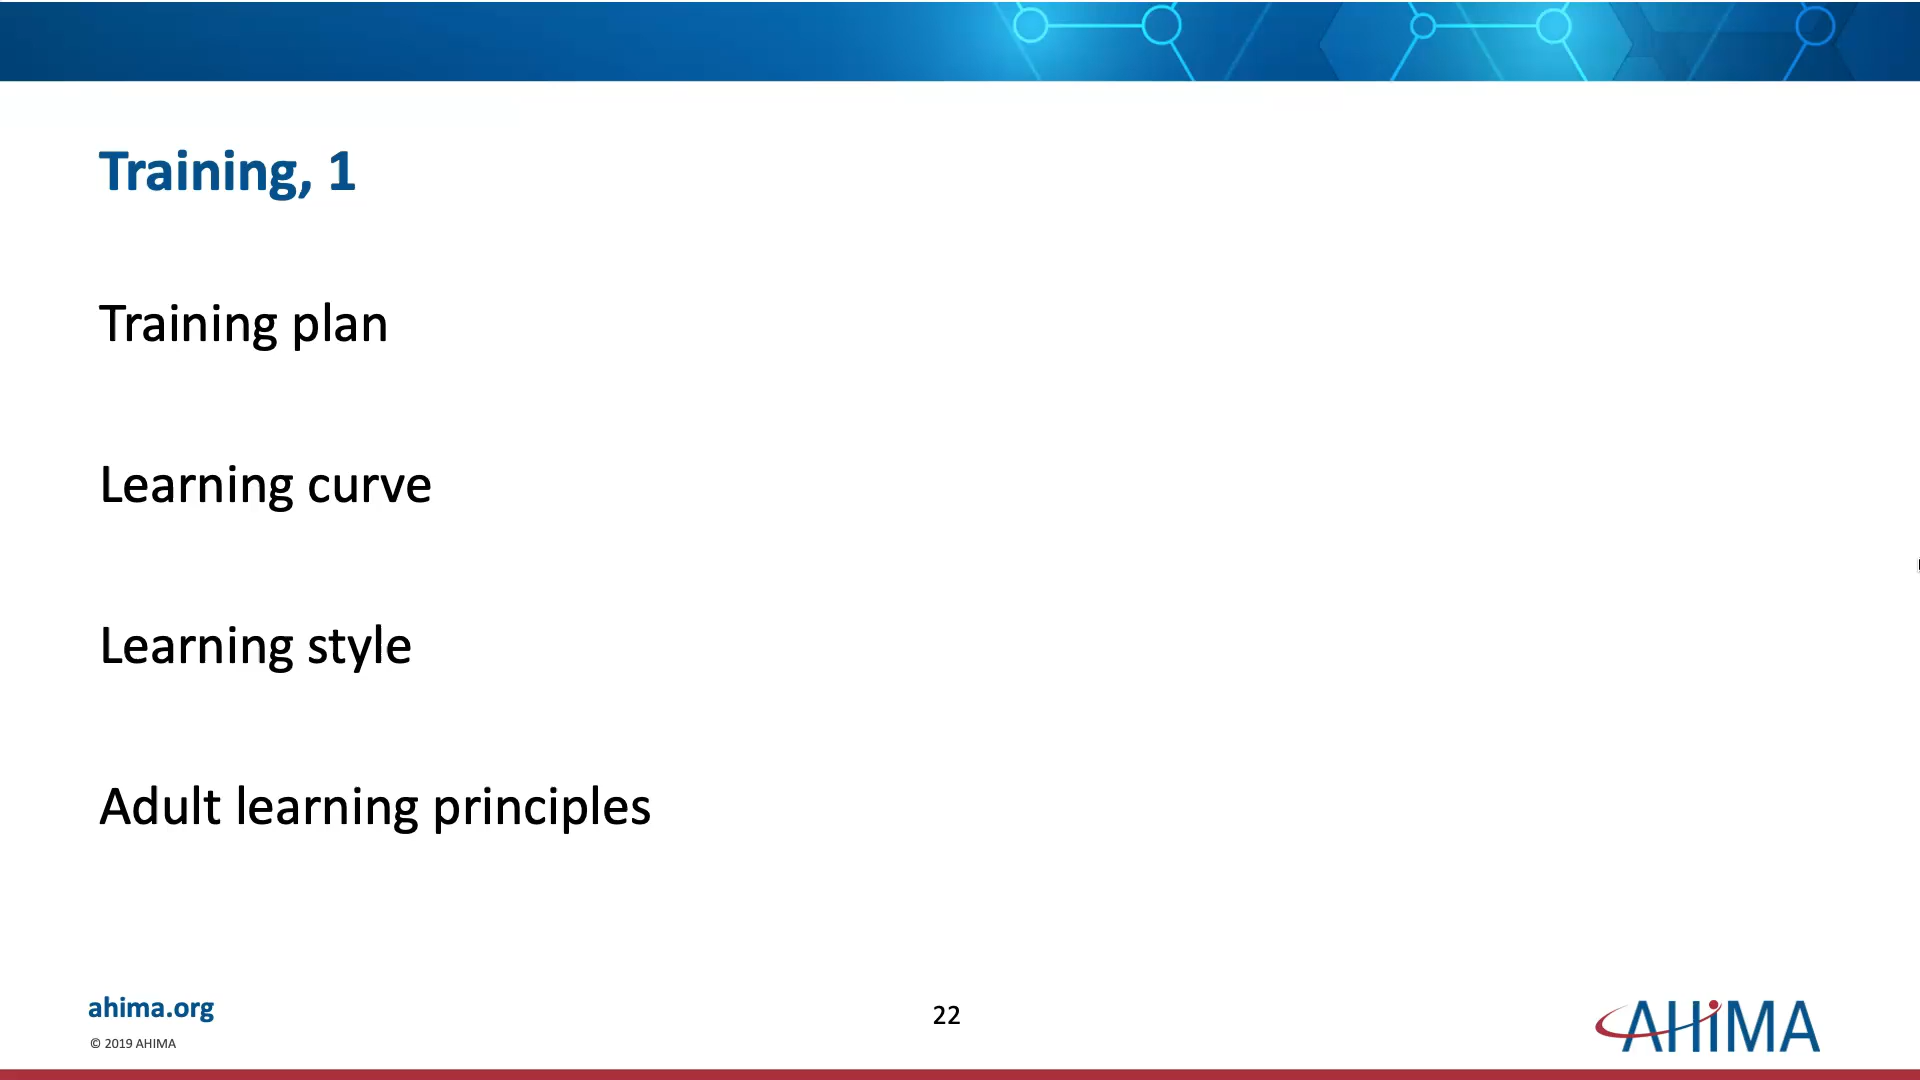 Training, 1
Training plan
Learning curve
Learning style
Adult learning principles
ahima.org
22
© 2019 AHIMA
AHiMA